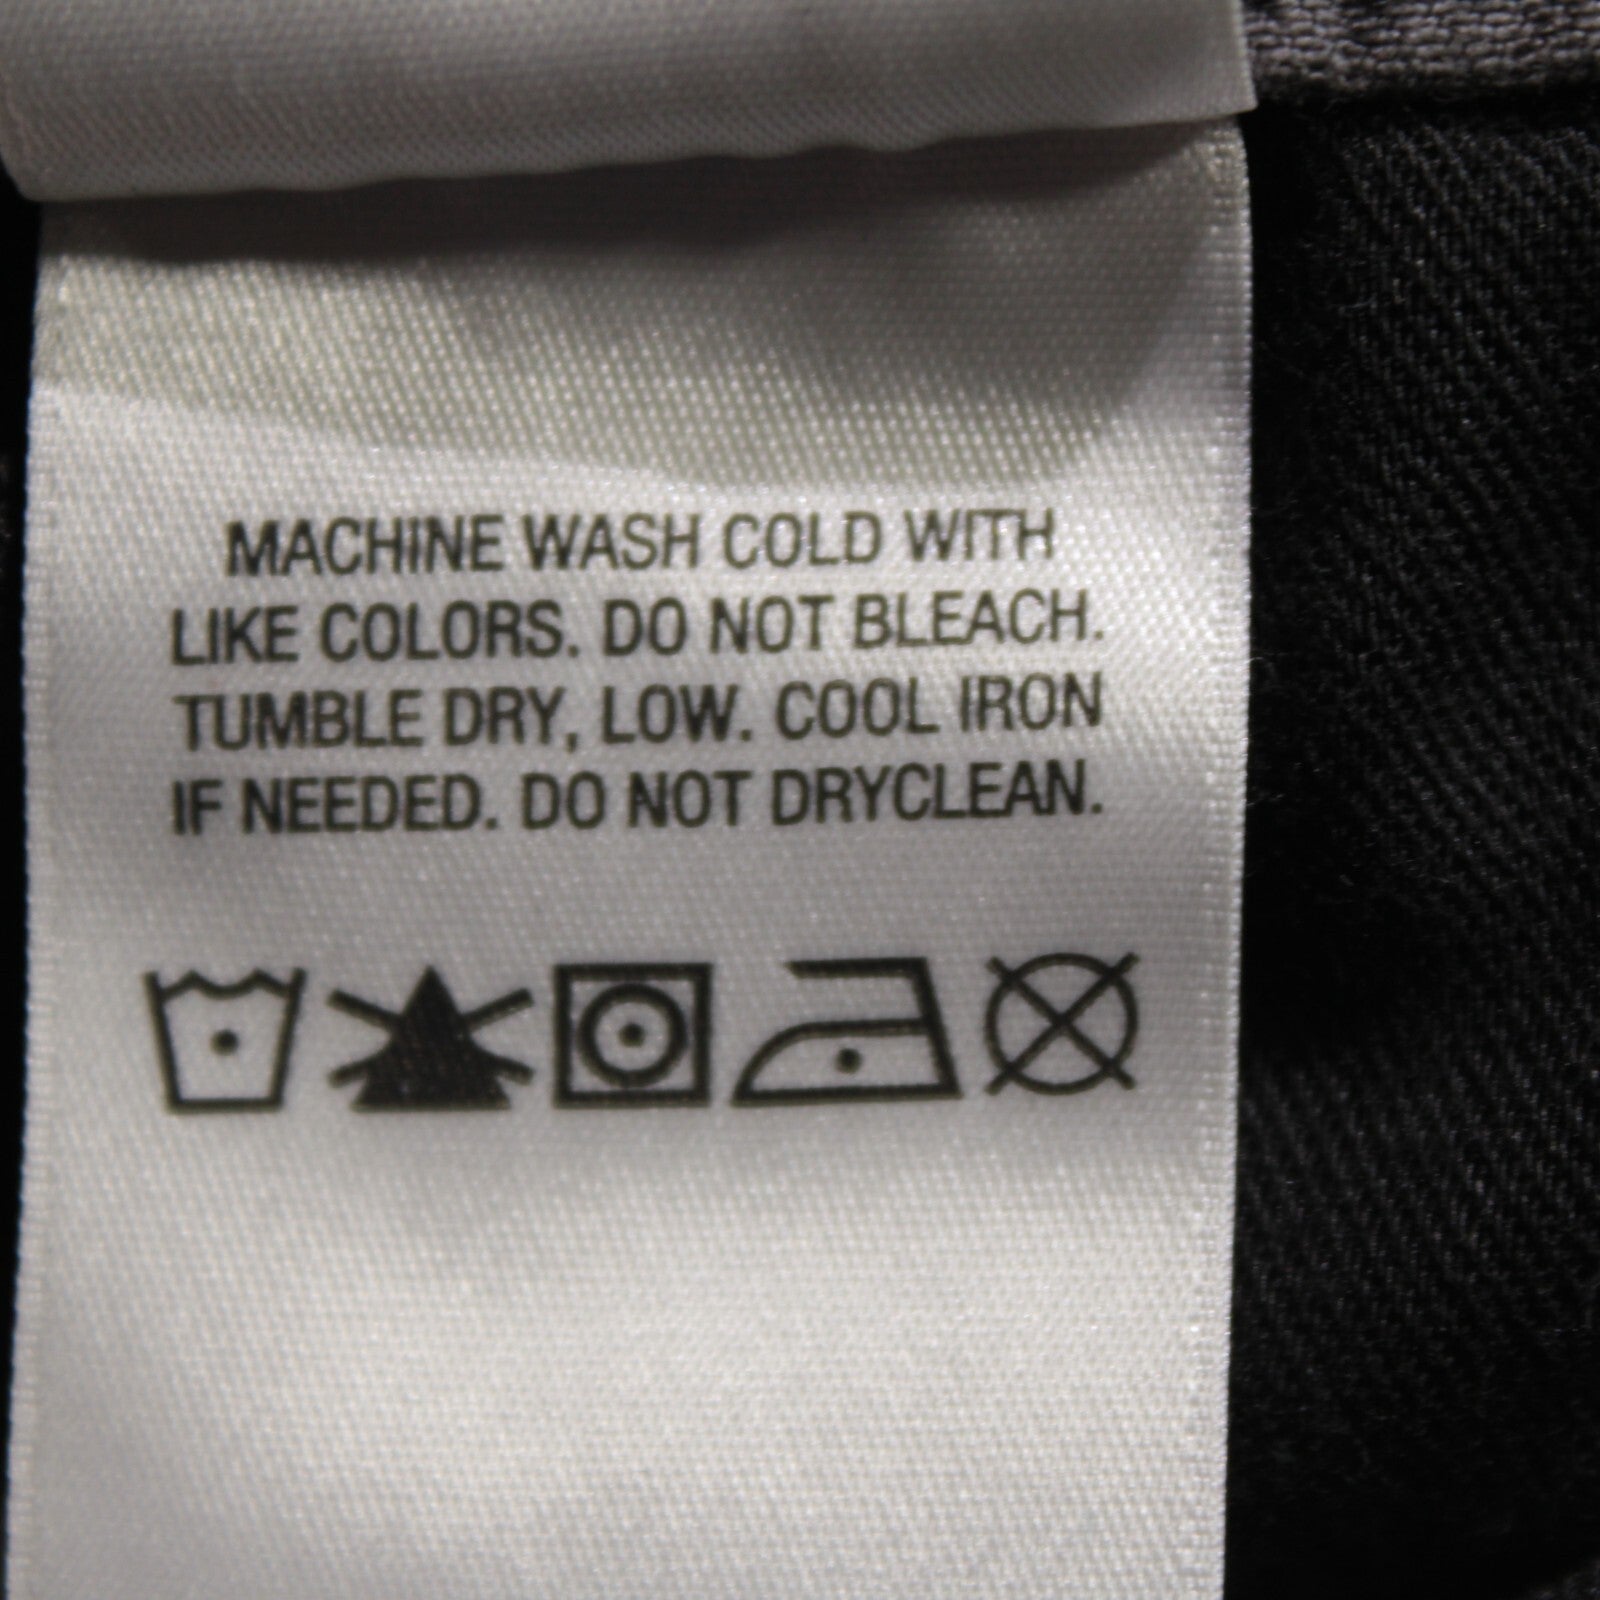 MACHINE WASH COLD WITH
LIKE COLORS. DO NOT BLEACH.
TUMBLE DRY, LOW. COOL IRON
IF NEEDED. DO NOT DRYCLEAN.